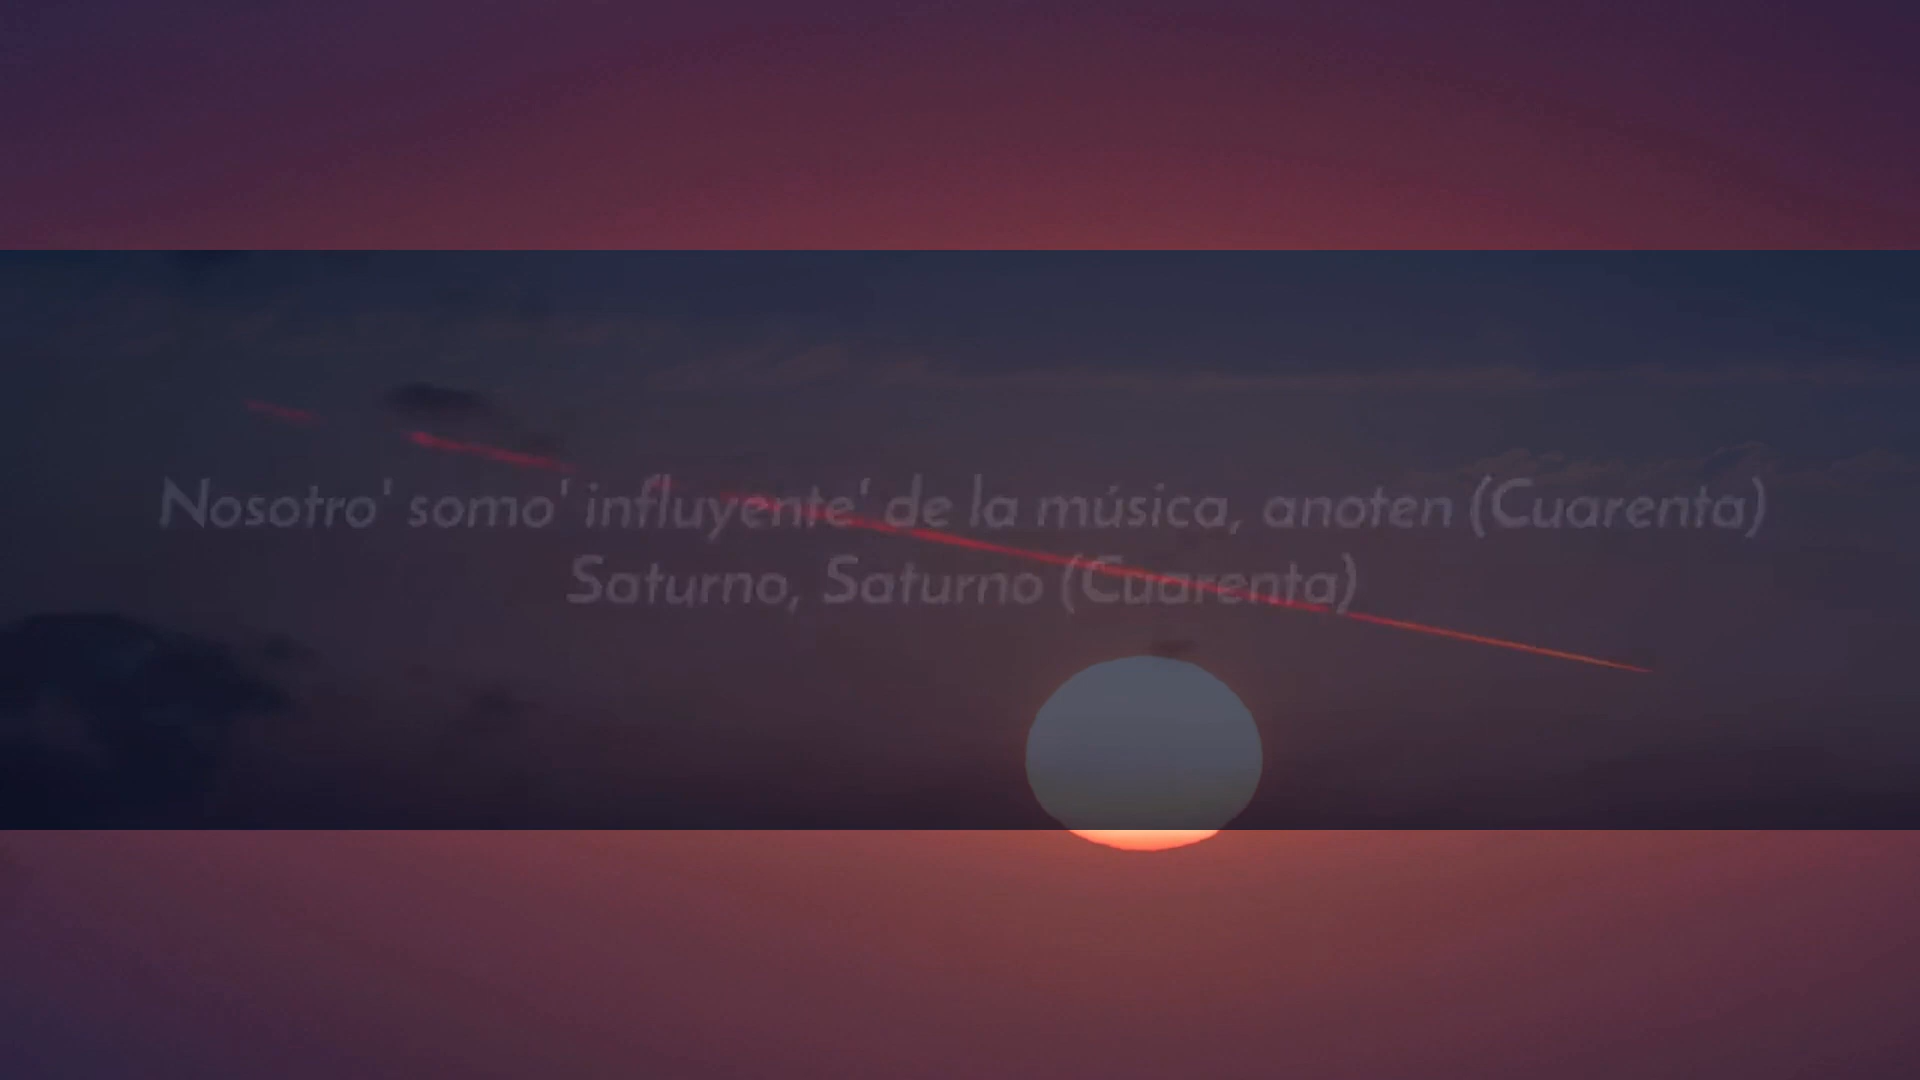 Nosotro' somo' influyente' de la música, anoten (Cuarenta)
Saturno, Saturno (Cuarenta)